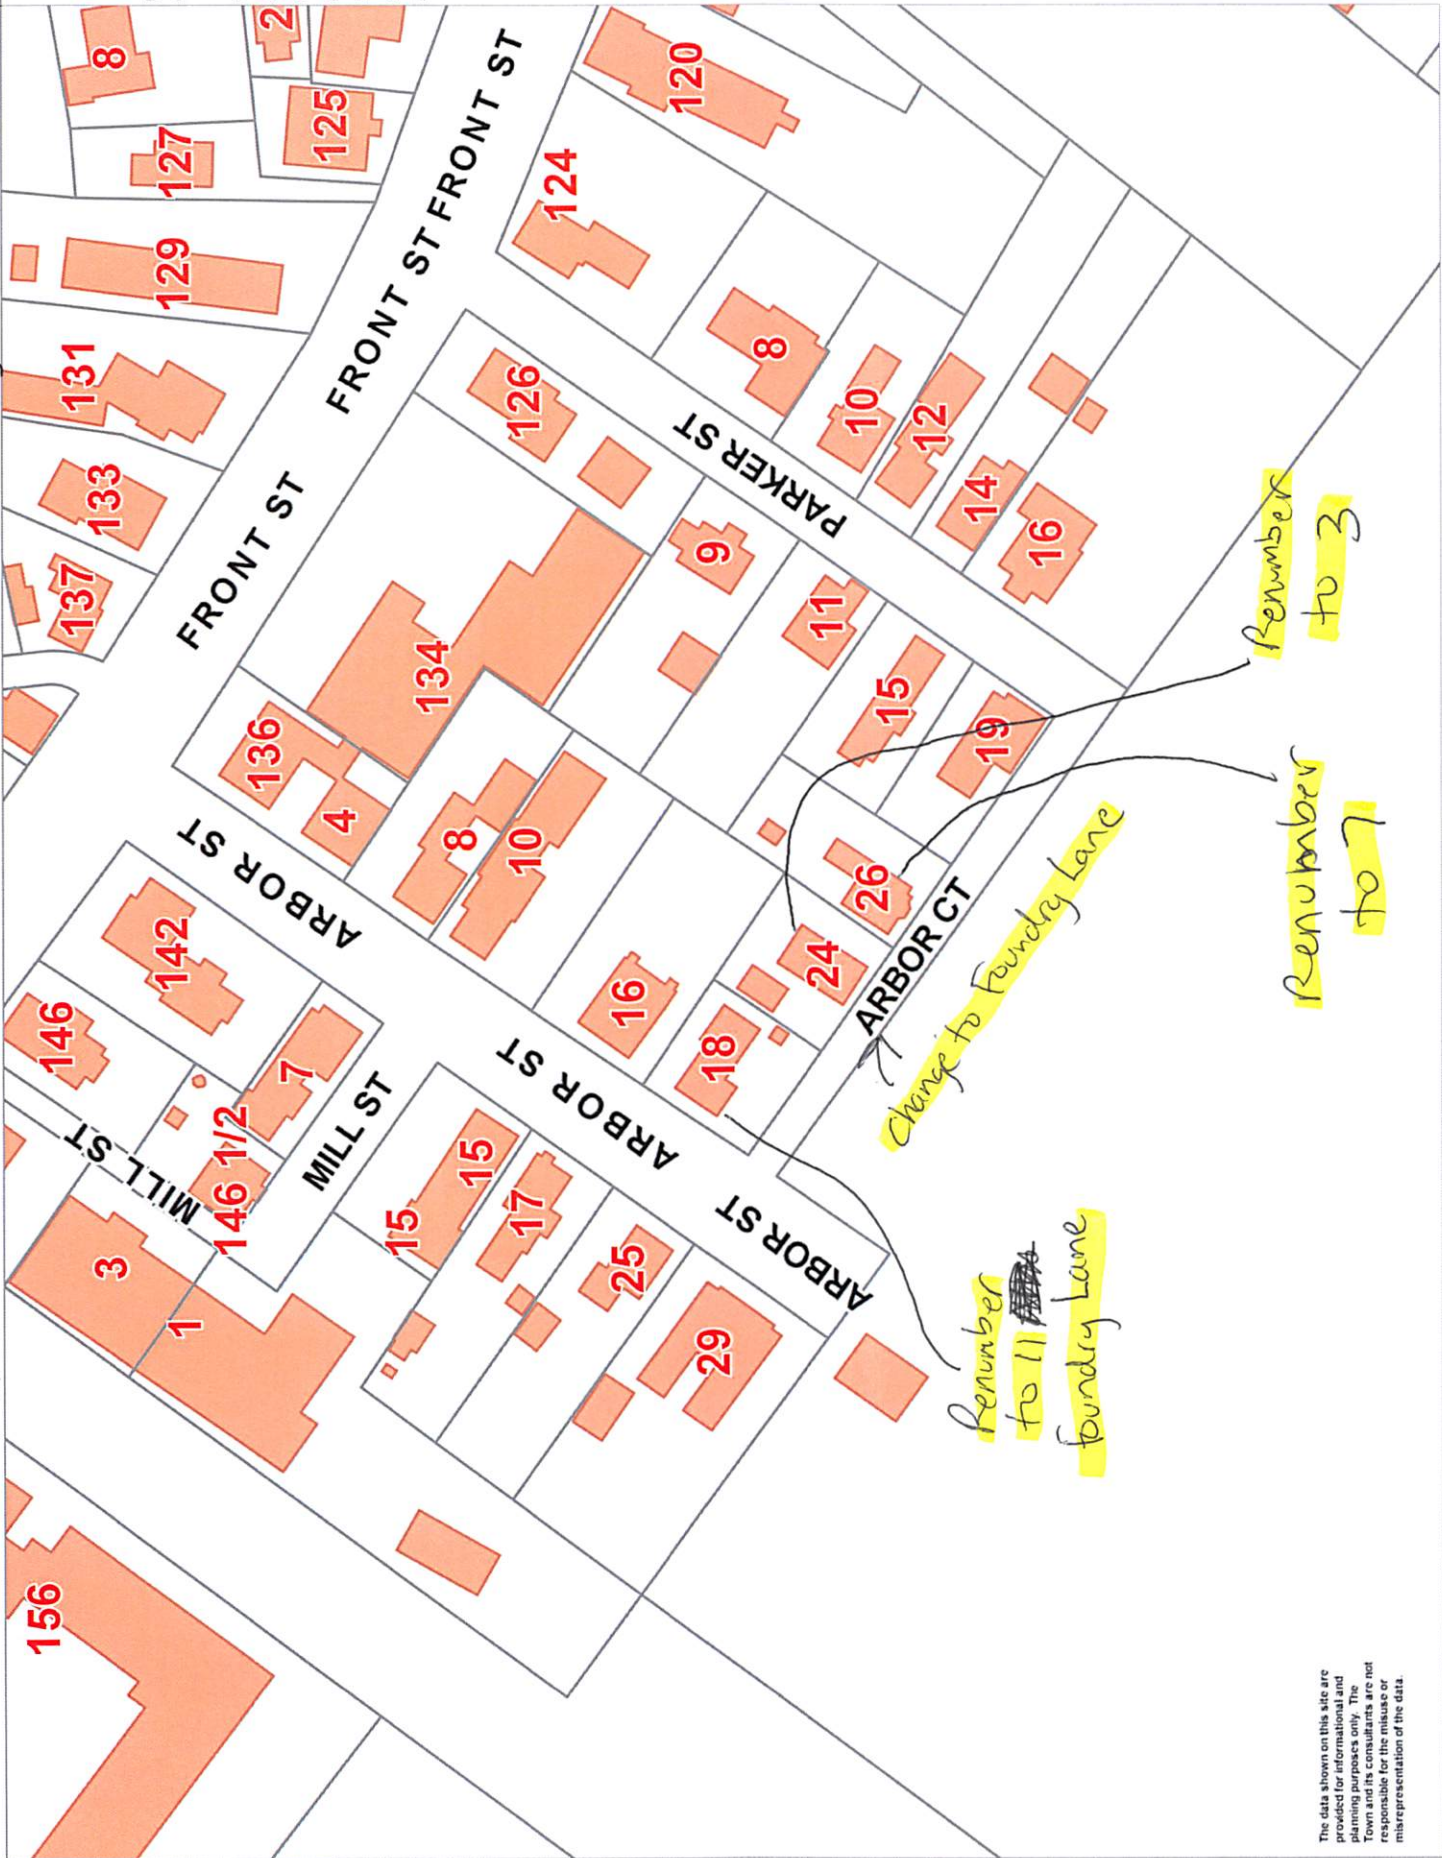 156
3
1
146
142
146 1/2
7
MILL ST
MILL ST
15
15
17
25
29
ARBOR ST
ARBOR ST
ARBOR ST
ARBOR ST
136
4
8
10
16
18
24
26
ARBOR CT
134
126
9
11
15
19
PARKER ST
FRONT ST
FRONT ST
FRONT ST
FRONT ST
137
133
131
129
127
125
8
2
124
120
8
10
12
14
16
Renumber
to 3
Renumber
to 7
Change to Foundry Lane
Renumber
to 11
Foundry Lane
The data shown on this site are
provided for informational and
planning purposes only. The
Town and its consultants are not
responsible for the misuse or
misrepresentation of the data.